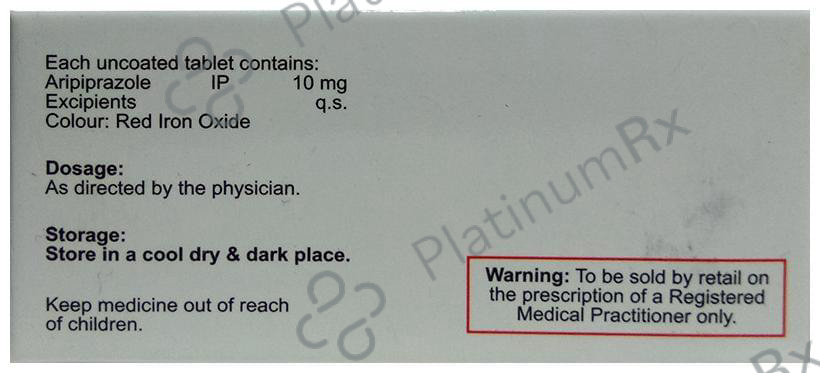 Each uncoated tablet contains:
Aripiprazole IP 10 mg
Excipients q.s.
Colour: Red Iron Oxide
Dosage:
As directed by the physician.
Storage:
Store in a cool dry & dark place.
Keep medicine out of reach
of children.
Warning: To be sold by retail on
the prescription of a Registered
Medical Practitioner only.
PlatinumRx
Plat
Rx